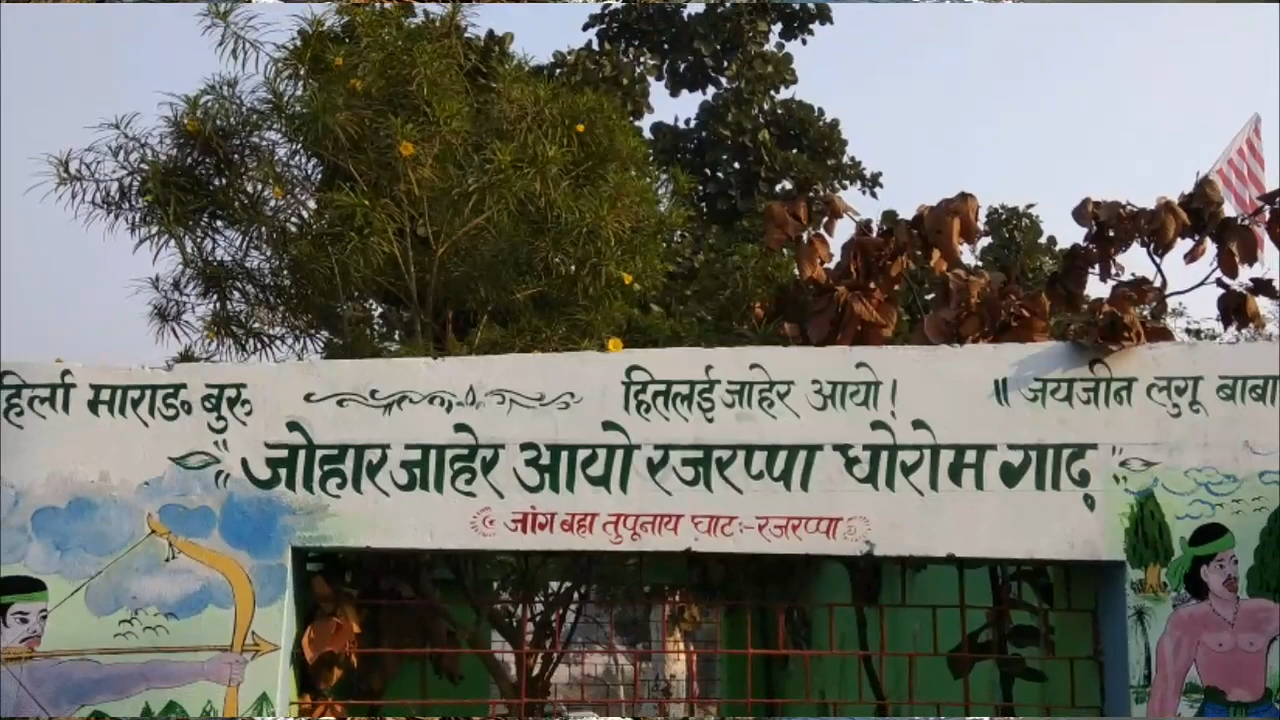 हिर्ला माराङ बुरु हितलई जाहेर आयो! ॥ जयजीन लुगू बाबा
"जोहार जाहेर आयो रजरप्पा धोरोम गाढ़"
जांग बहा तुपूनाय घाट :- रजरप्पा